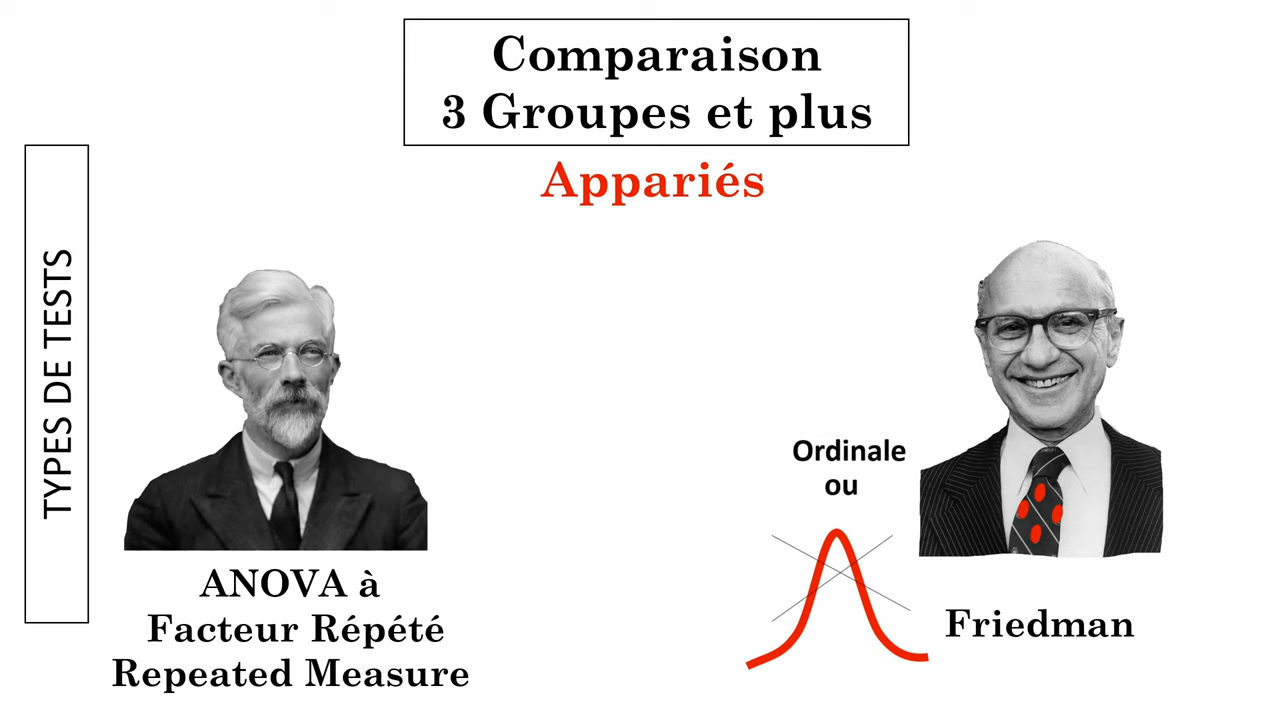 Comparaison
3 Groupes et plus
Appariés
TYPES DE TESTS
Ordinale
ou
ANOVA à
Facteur Répété
Repeated Measure
Friedman